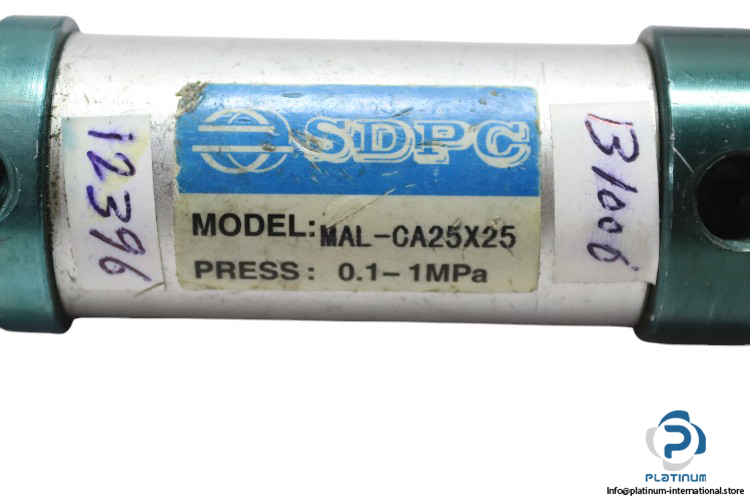 12396
SDPC
MODEL: MAL-CA25X25
PRESS: 0.1-1MPa
B1006
PLATINUM
Info@platinum-international.store